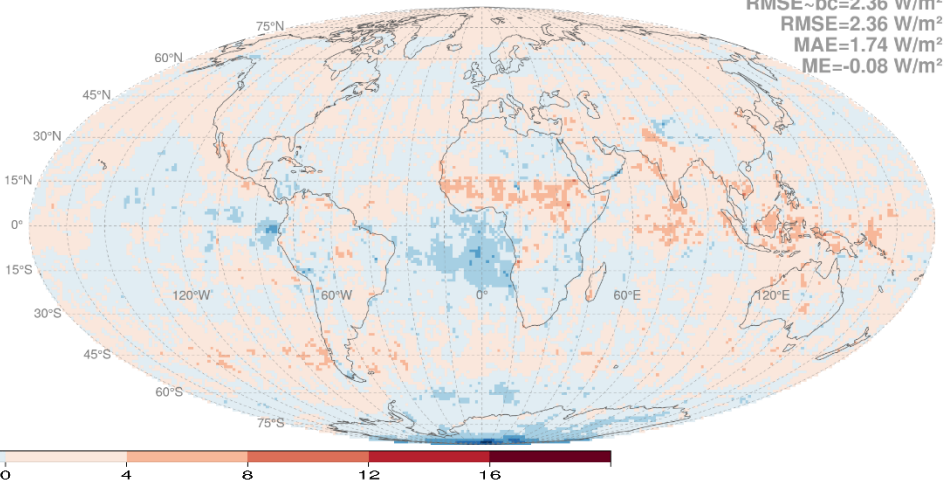 RMSE~bc=2.36 W/m²
RMSE=2.36 W/m²
MAE=1.74 W/m²
ME=-0.08 W/m²
75°N
60°N
45°N
30°N
15°N
0°
15°S
120°W 60°W 0° 60°E 120°E
30°S
45°S
60°S
75°S
0 4 8 12 16